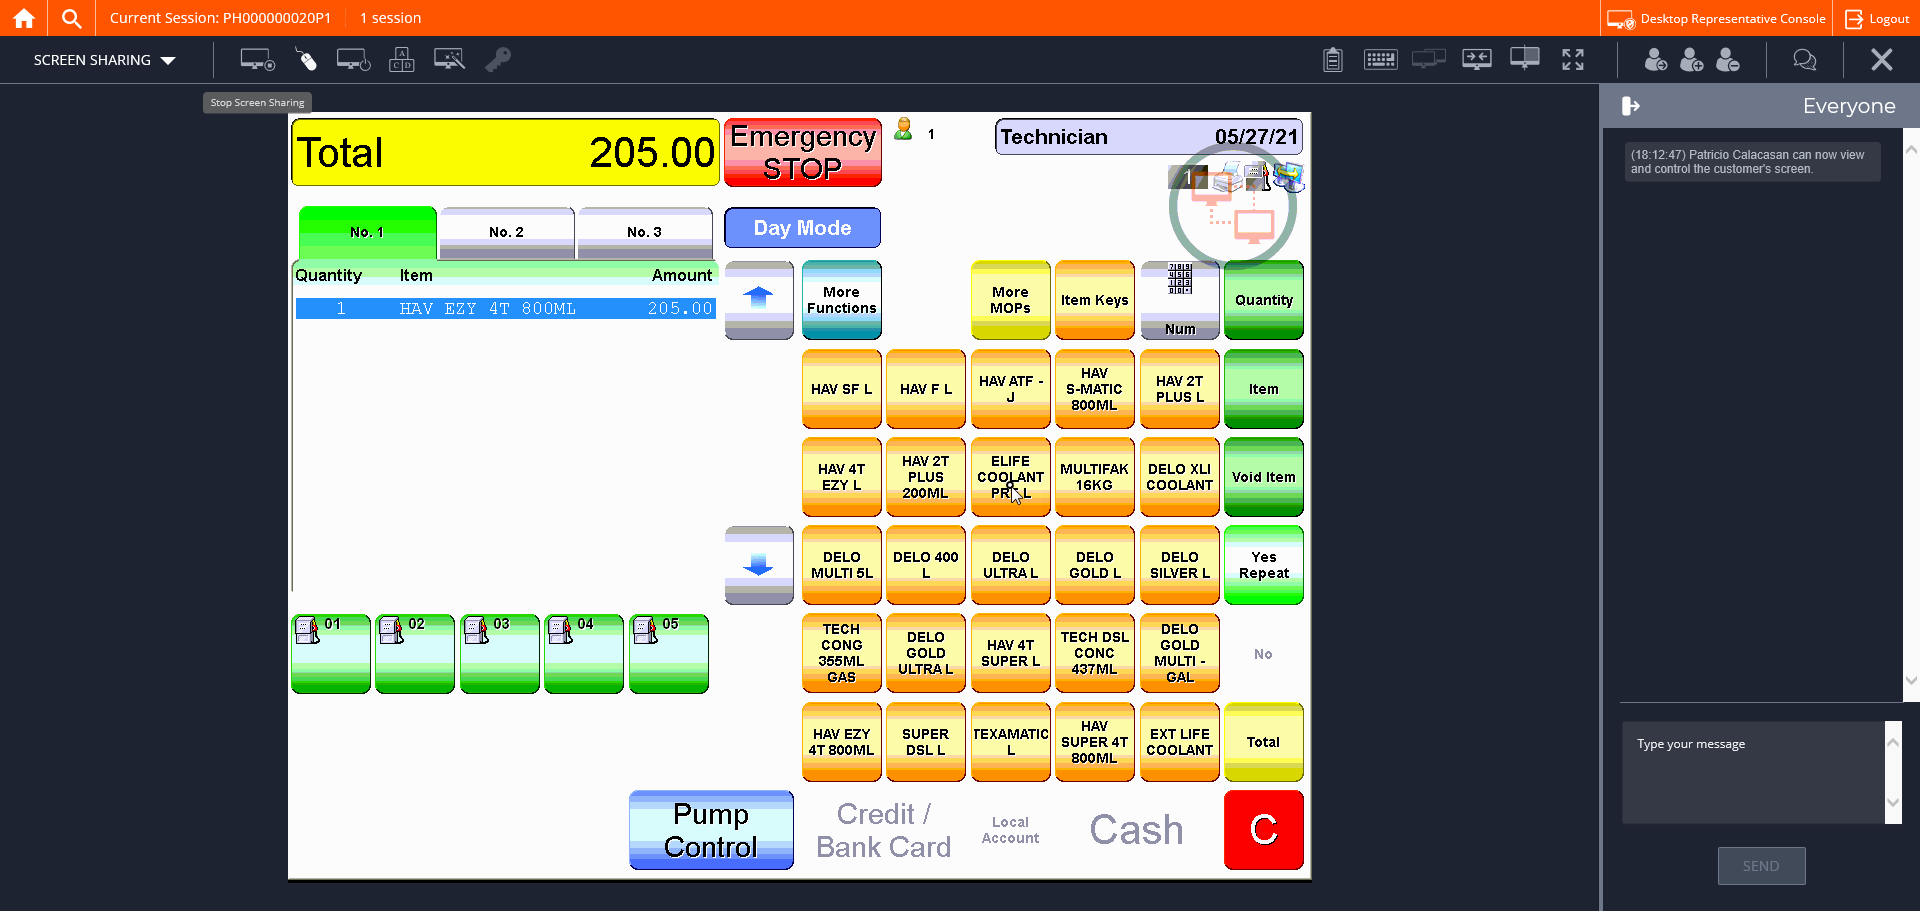 Current Session: PH000000020P1
1 session
Desktop Representative Console
Logout
SCREEN SHARING
A
C D
Stop Screen Sharing
Everyone
(18:12:47) Patricio Calacasan can now view
and control the customer's screen.
Total 205.00
Emergency
STOP
1
Technician 05/27/21
1
No. 1
No. 2
No. 3
Day Mode
Quantity Item Amount
1 HAV EZY 4T 800ML 205.00
More
Functions
More
MOPs
Item Keys
Num
Quantity
HAV SF L
HAV F L
HAV ATF -
J
HAV
S-MATIC
800ML
HAV 2T
PLUS L
Item
HAV 4T
EZY L
HAV 2T
PLUS
200ML
ELIFE
COOLANT
MULTIFAK
16KG
DELO XLI
COOLANT
Void Item
DELO
MULTI 5L
DELO 400
L
DELO
ULTRA L
DELO
GOLD L
DELO
SILVER L
Yes
Repeat
01
02
03
04
05
TECH
CONG
355ML
GAS
DELO
GOLD
ULTRA L
HAV 4T
SUPER L
TECH DSL
CONC
437ML
DELO
GOLD
MULTI -
GAL
No
HAV EZY
4T 800ML
SUPER
DSL L
TEXAMATIC
L
HAV
SUPER 4T
800ML
EXT LIFE
COOLANT
Total
Pump
Control
Credit /
Bank Card
Local
Account
Cash
C
Type your message
SEND